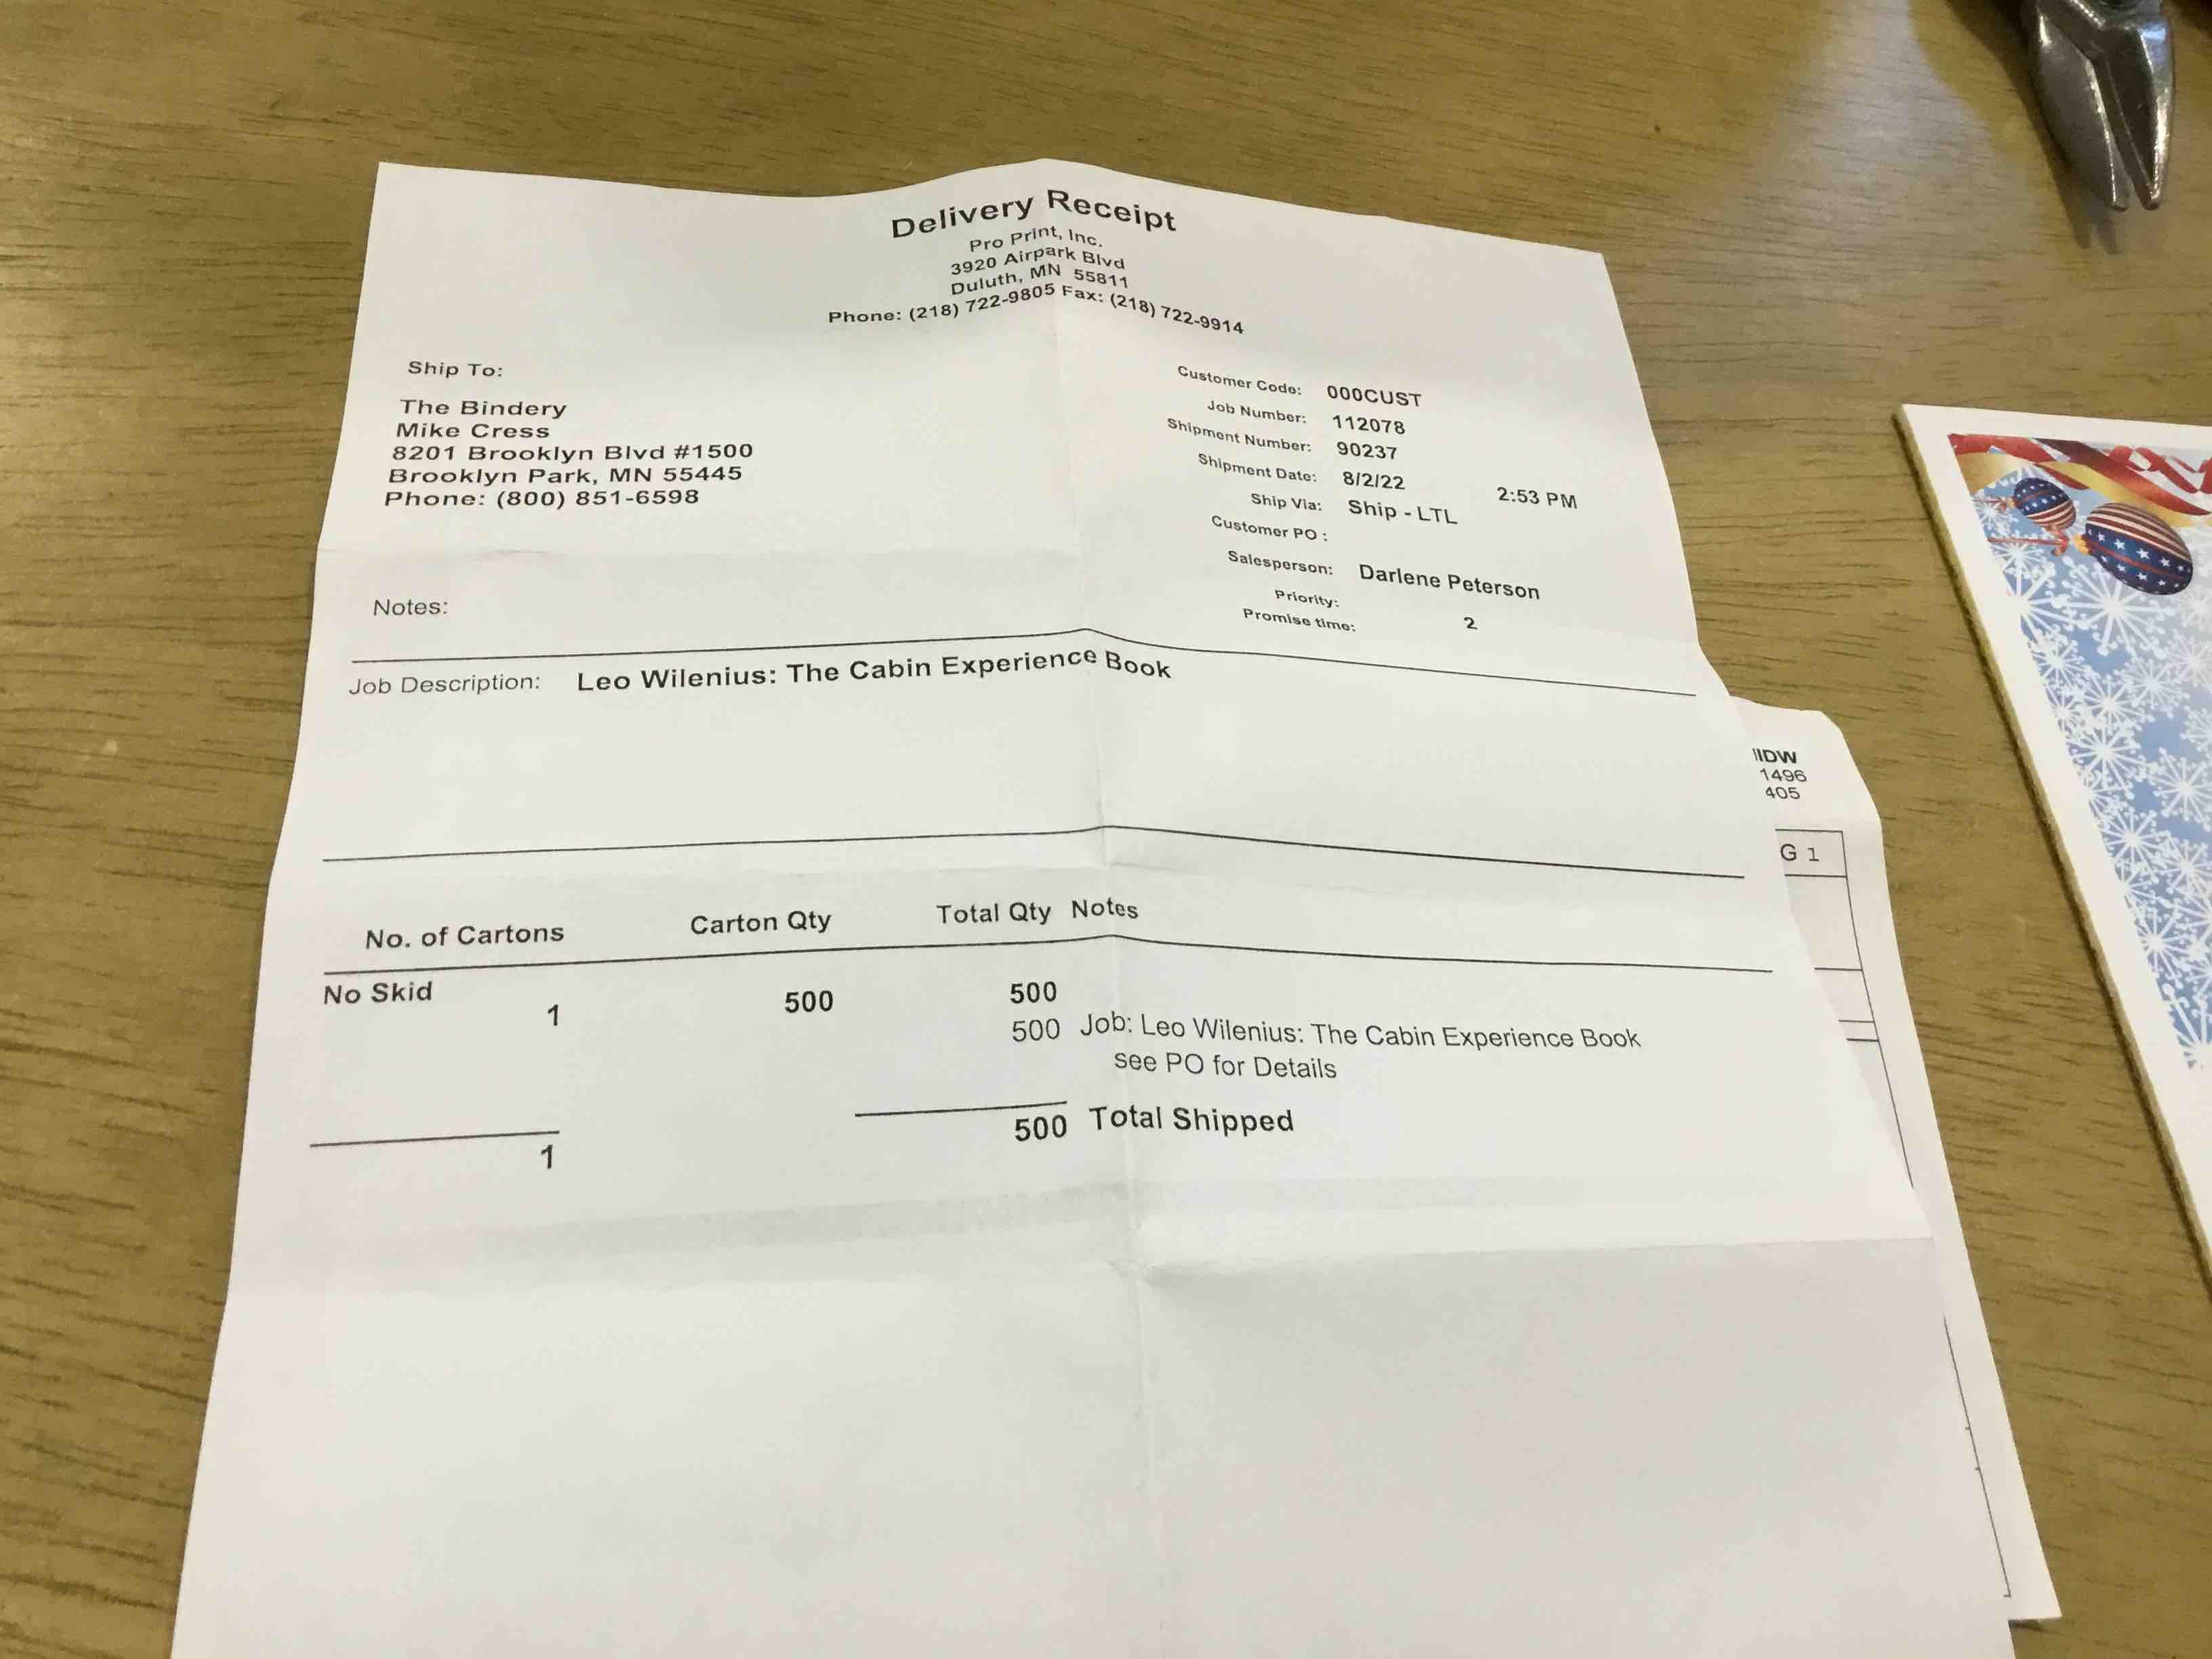 Delivery Receipt
Pro Print, Inc.
3920 Airpark Blvd
Duluth, MN 55811
Phone: (218) 722-9805 Fax: (218) 722-9914
Ship To:
The Bindery
Mike Cress
8201 Brooklyn Blvd #1500
Brooklyn Park, MN 55445
Phone: (800) 851-6598
Customer Code: 000CUST
Job Number: 112078
Shipment Number: 90237
Shipment Date: 8/2/22 2:53 PM
Ship Via: Ship - LTL
Customer PO :
Salesperson: Darlene Peterson
Priority:
Promise time: 2
Notes:
Job Description: Leo Wilenius: The Cabin Experience Book
No. of Cartons Carton Qty Total Qty Notes
No Skid 500
1 500 500 Job: Leo Wilenius: The Cabin Experience Book
see PO for Details
1 500 Total Shipped
1496
405
G 1